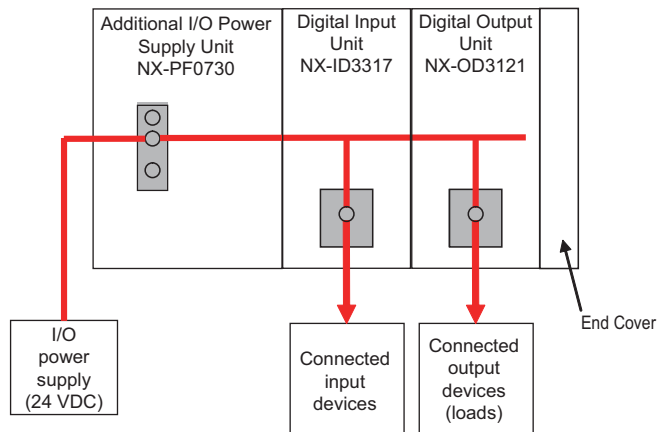 Additional I/O Power
Supply Unit
NX-PF0730
Digital Input
Unit
NX-ID3317
Digital Output
Unit
NX-OD3121
End Cover
I/O
power
supply
(24 VDC)
Connected
input
devices
Connected
output
devices
(loads)